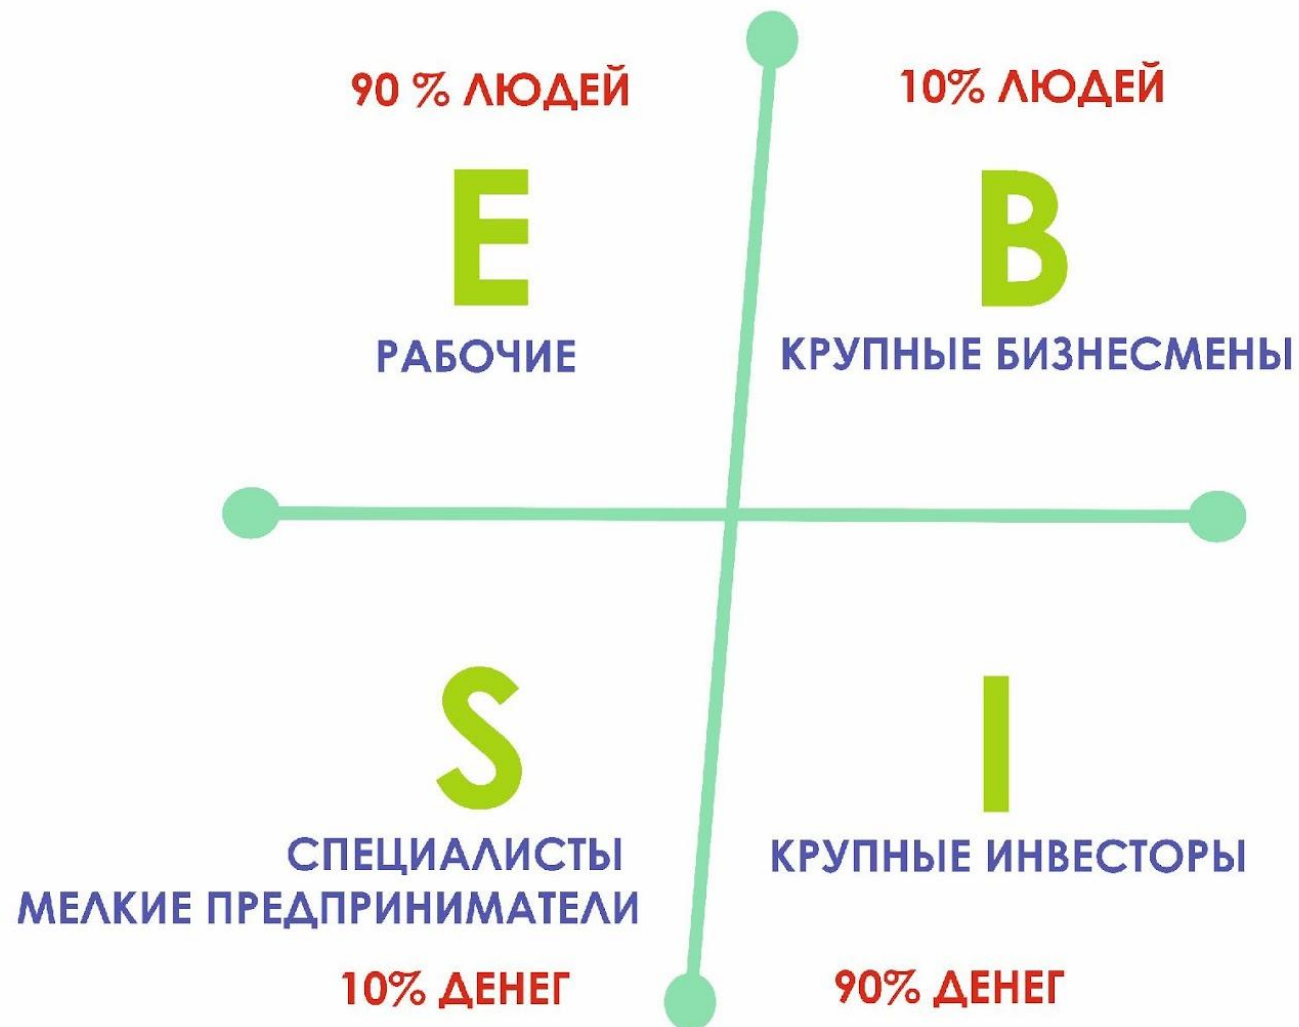 90 % ЛЮДЕЙ
10% ЛЮДЕЙ
E
B
РАБОЧИЕ
КРУПНЫЕ БИЗНЕСМЕНЫ
S
I
СПЕЦИАЛИСТЫ
МЕЛКИЕ ПРЕДПРИНИМАТЕЛИ
КРУПНЫЕ ИНВЕСТОРЫ
10% ДЕНЕГ
90% ДЕНЕГ